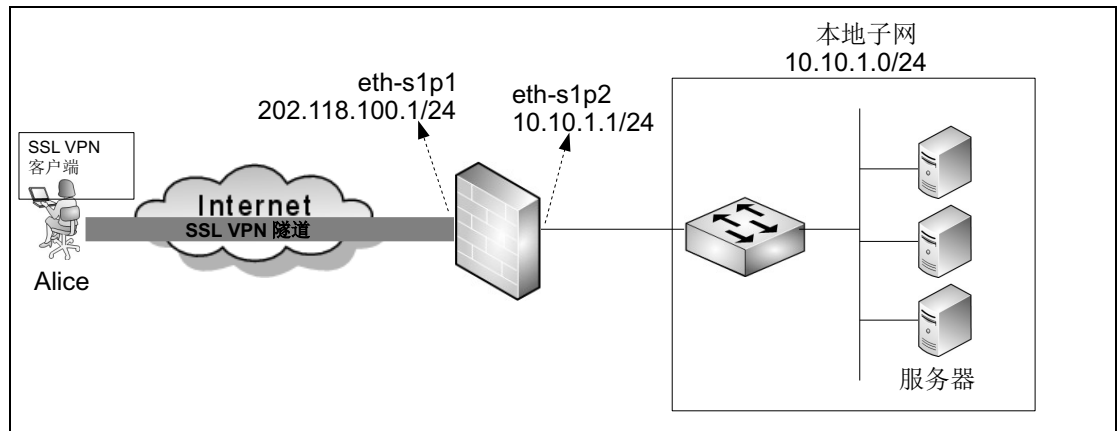 本地子网
10.10.1.0/24
eth-s1p1
202.118.100.1/24
eth-s1p2
10.10.1.1/24
SSL VPN
客户端
Internet
SSL VPN 隧道
Alice
服务器